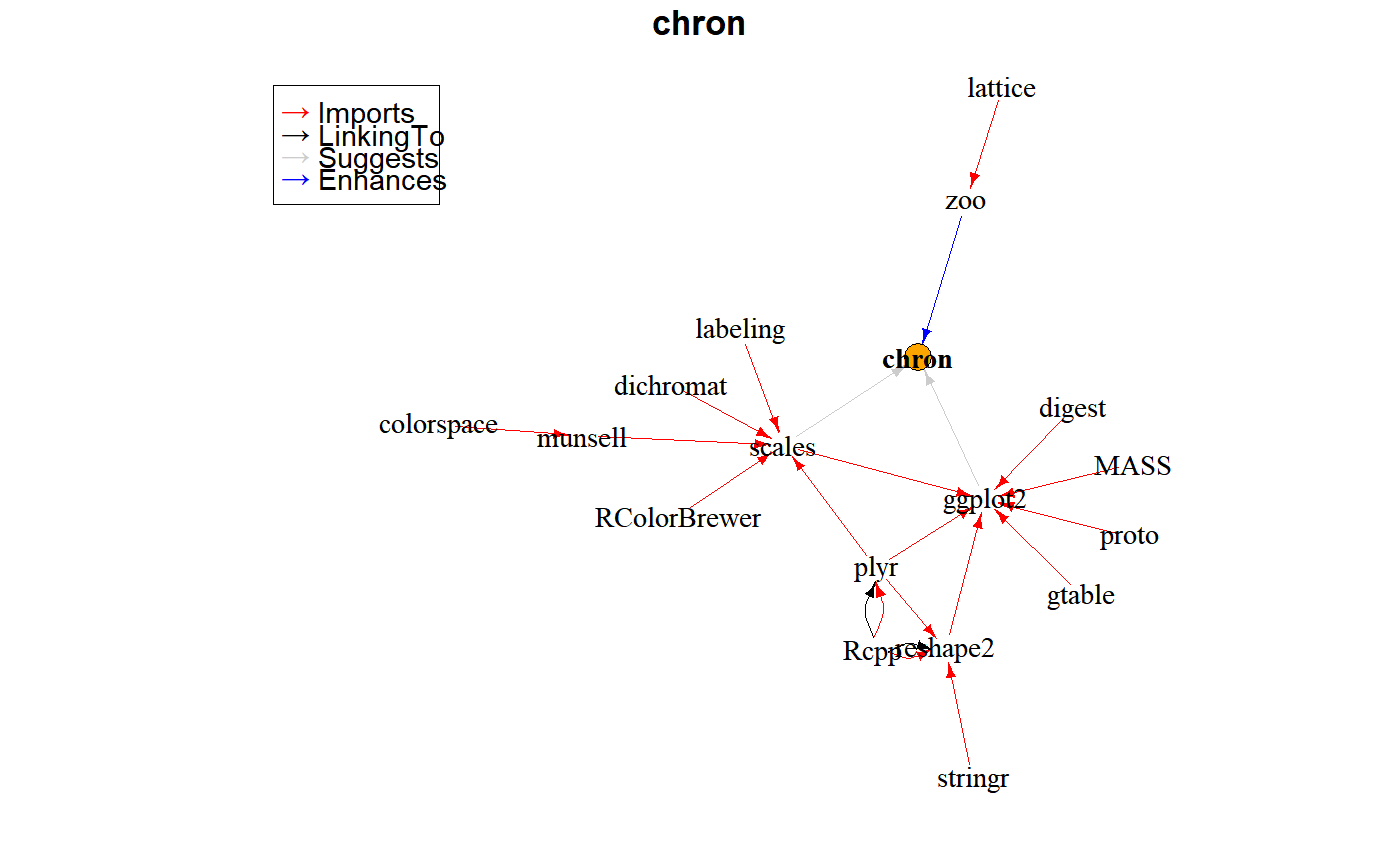 chron
Imports
LinkingTo
Suggests
Enhances
lattice
zoo
labeling
chron
dichromat
digest
colorspace
munsell
scales
MASS
ggplot2
RColorBrewer
proto
plyr
gtable
Rcpp
reshape2
stringr